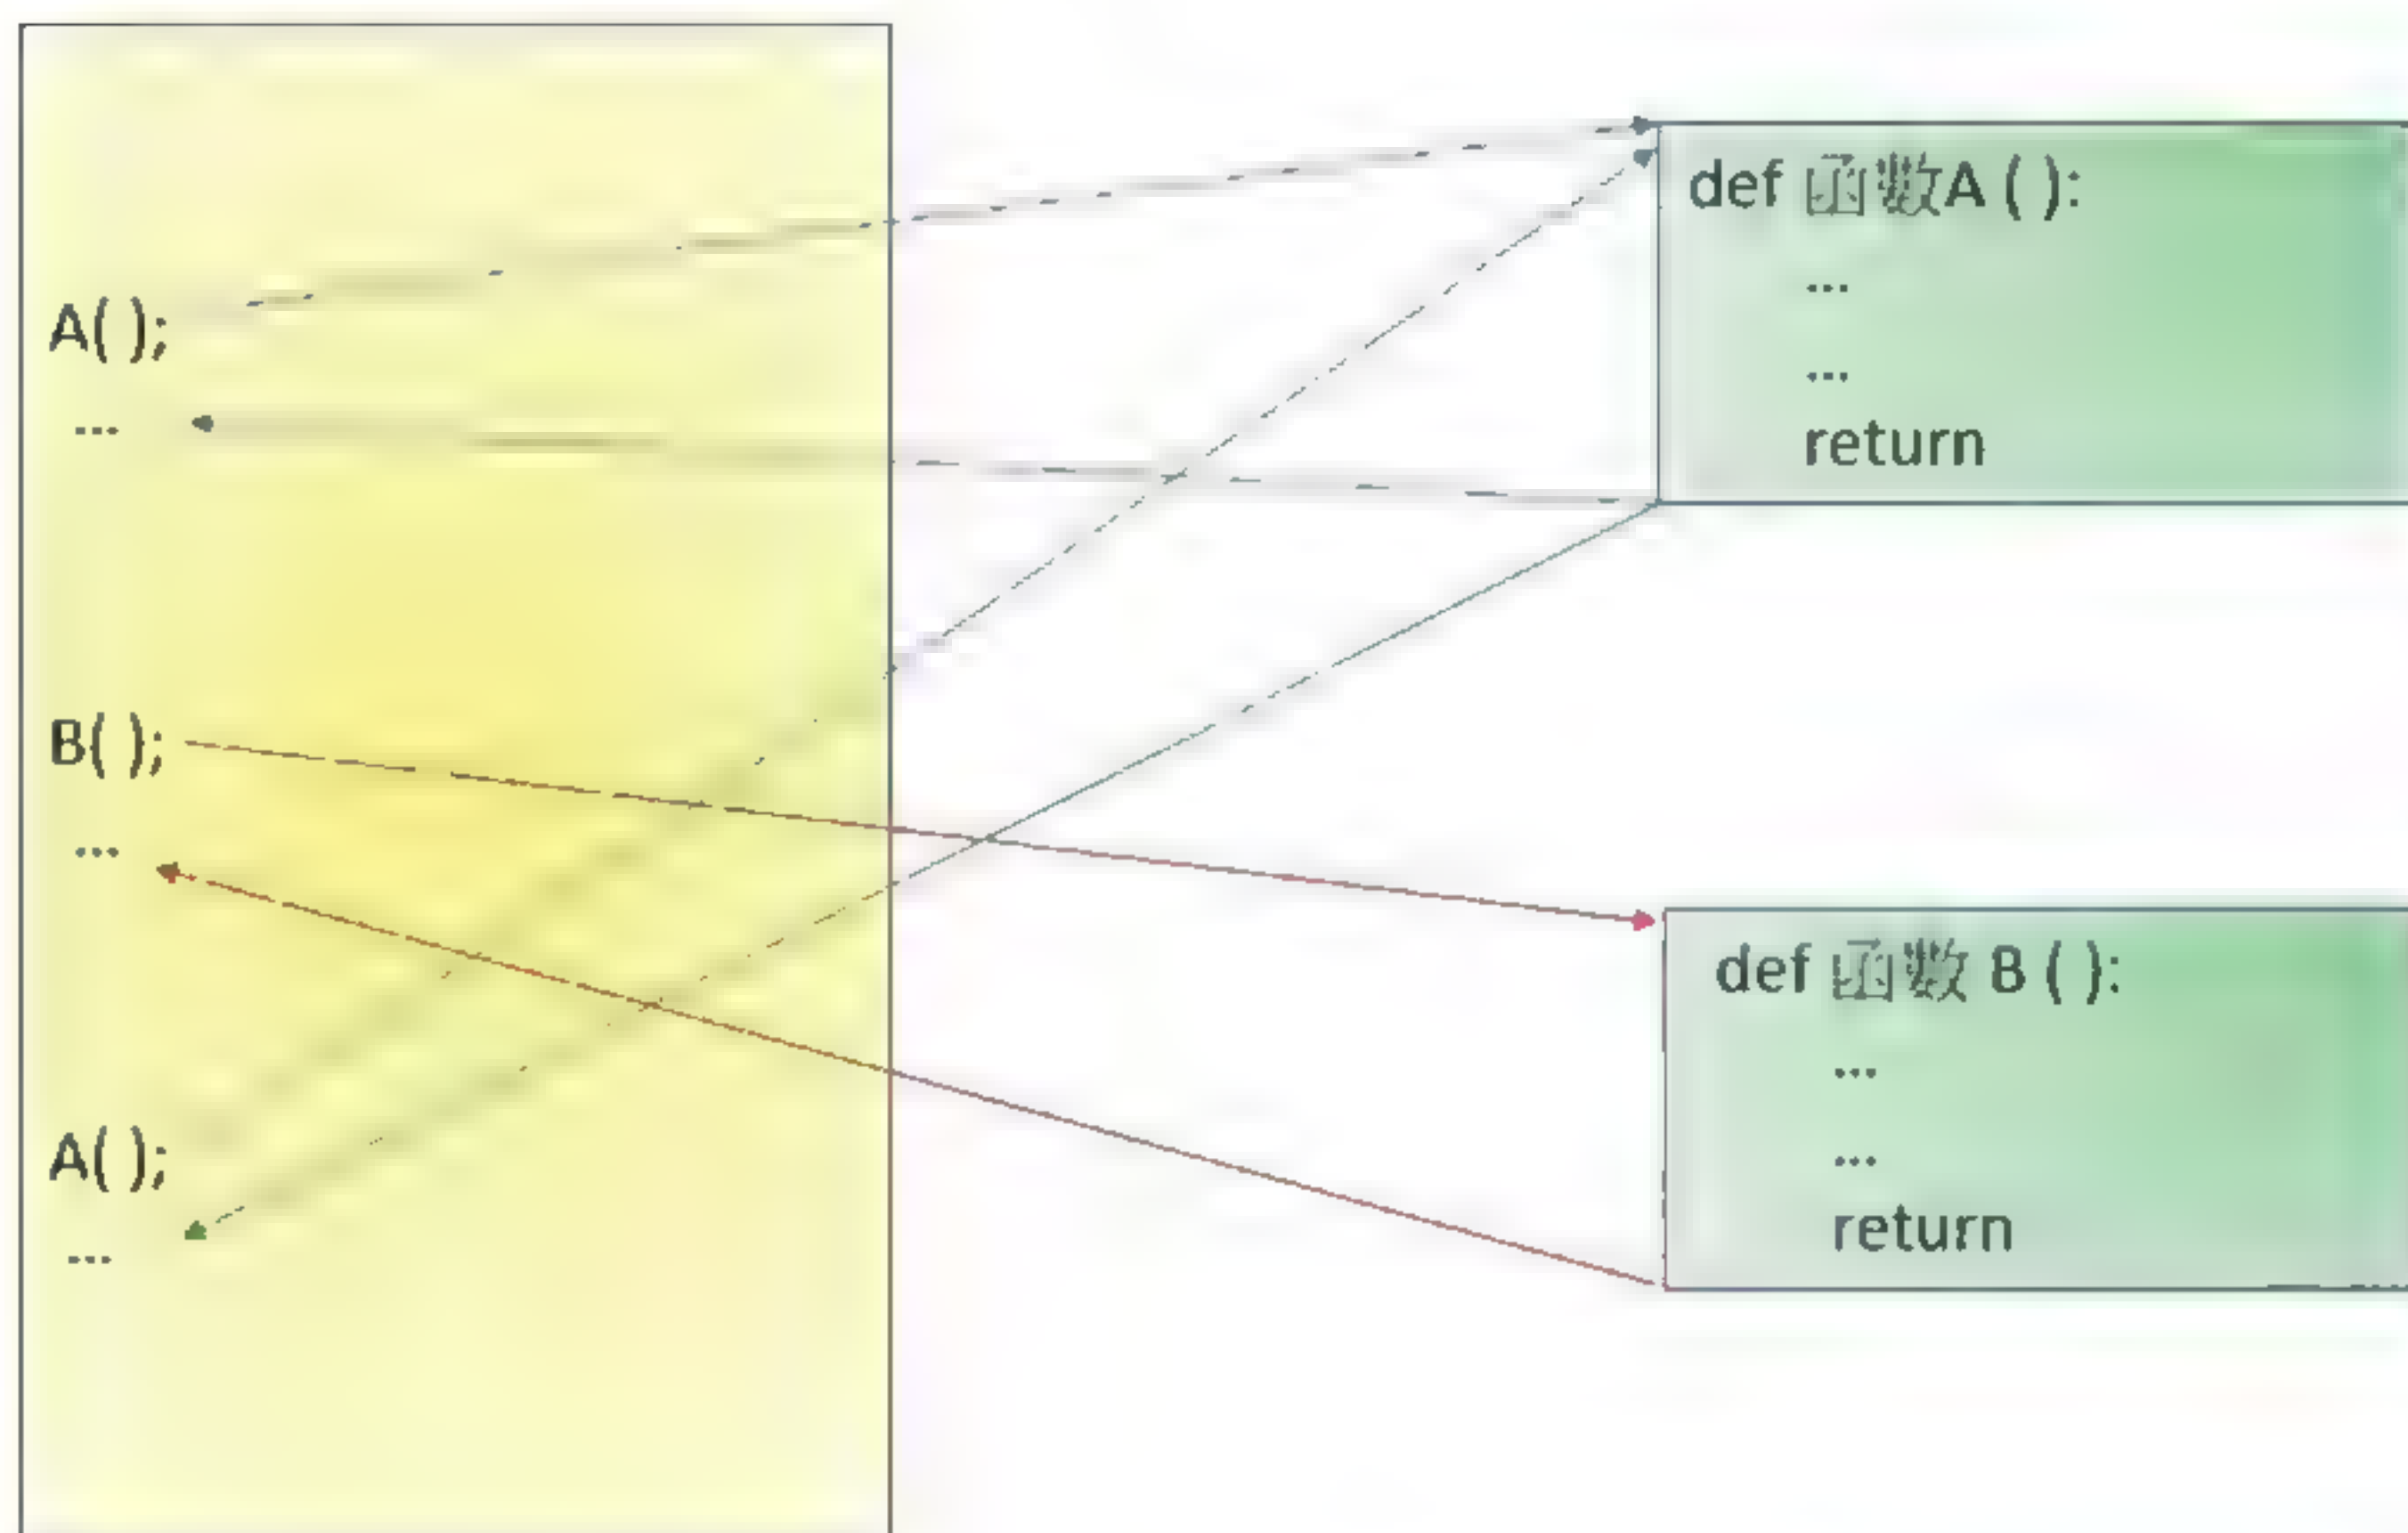 A( );
...
B( );
...
A( );
...
def 函数A ( ):
...
...
return
def 函数 B ( ):
...
...
return